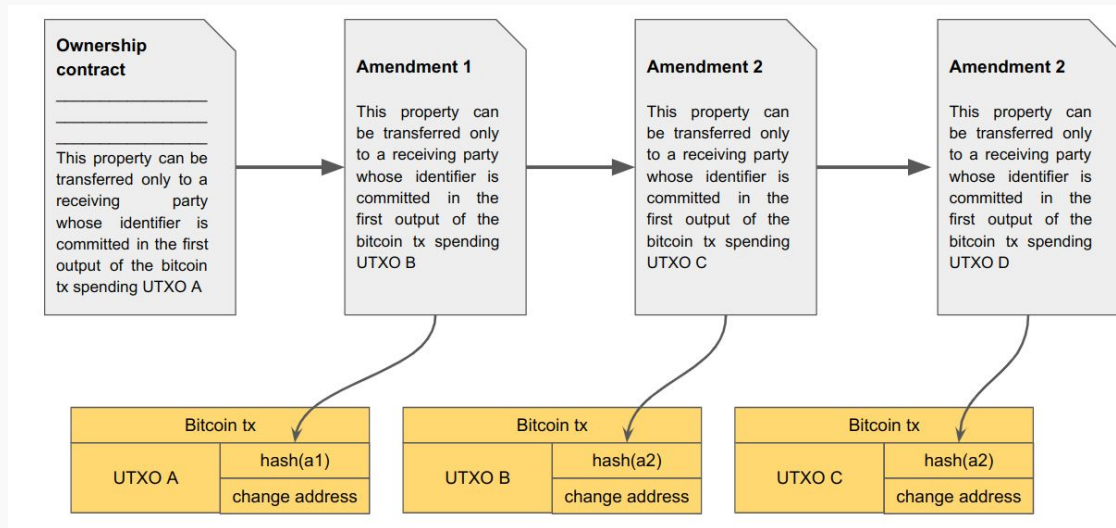 Ownership
contract
This property can be
transferred only to a
receiving party
whose identifier is
committed in the first
output of the bitcoin
tx spending UTXO A
Amendment 1
This property can
be transferred only
to a receiving party
whose identifier is
committed in the
first output of the
bitcoin tx spending
UTXO B
Amendment 2
This property can
be transferred only
to a receiving party
whose identifier is
committed in the
first output of the
bitcoin tx spending
UTXO C
Amendment 2
This property can
be transferred only
to a receiving party
whose identifier is
committed in the
first output of the
bitcoin tx spending
UTXO D
Bitcoin tx
UTXO A
hash(a1)
change address
Bitcoin tx
UTXO B
hash(a2)
change address
Bitcoin tx
UTXO C
hash(a2)
change address